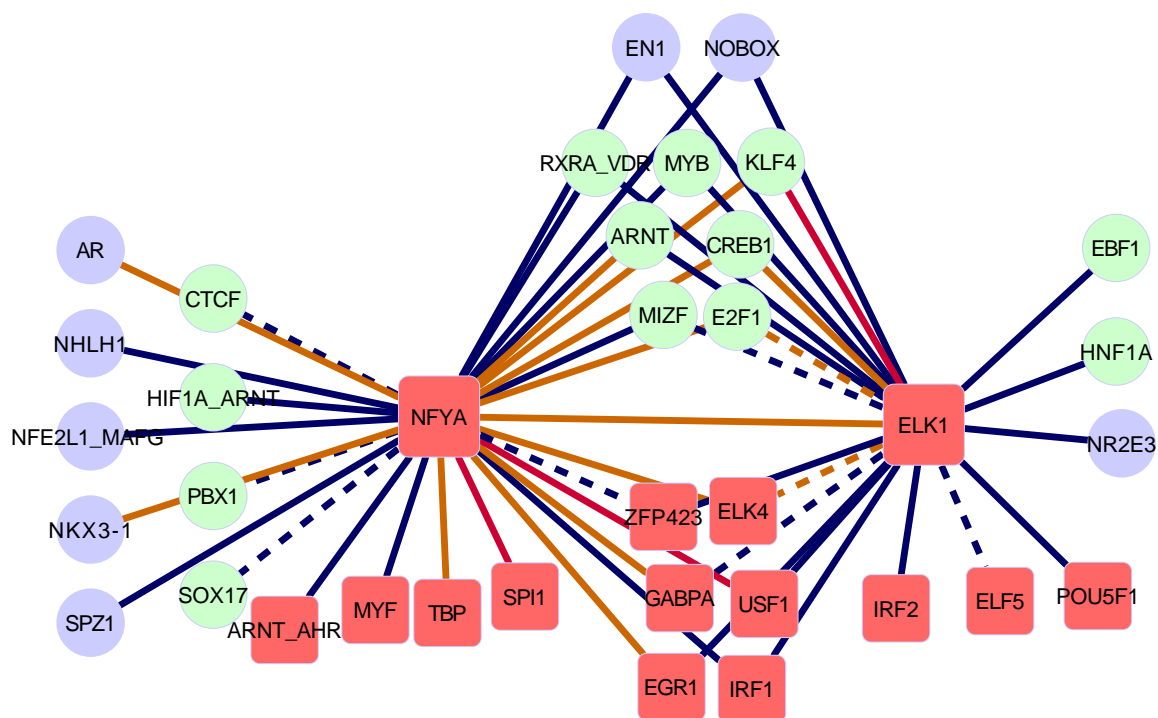 EN1
NOBOX
RXRA_VDR
MYB
KLF4
ARNT
CREB1
AR
EBF1
CTCF
MIZF
E2F1
NHLH1
HNF1A
HIF1A_ARNT
NFYA
ELK1
NFE2L1_MAFG
NR2E3
PBX1
ZFP423
ELK4
NKX3-1
SOX17
MYF
TBP
SPI1
GABPA
USF1
IRF2
ELF5
POU5F1
SPZ1
ARNT_AHR
EGR1
IRF1